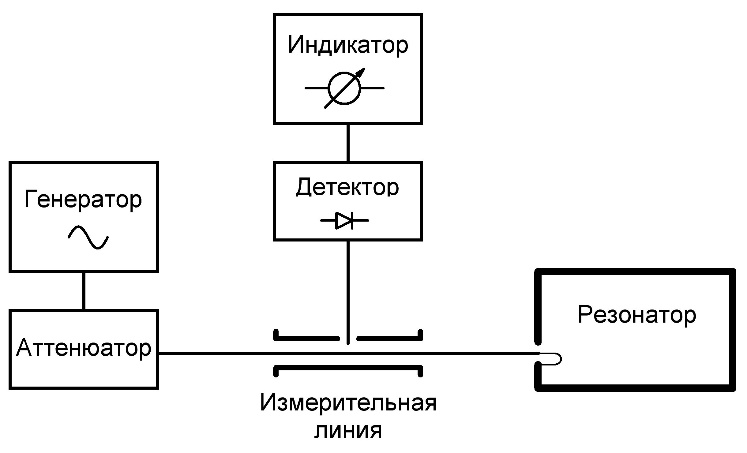 Индикатор
Детектор
Генератор
Аттенюатор
Резонатор
Измерительная
линия